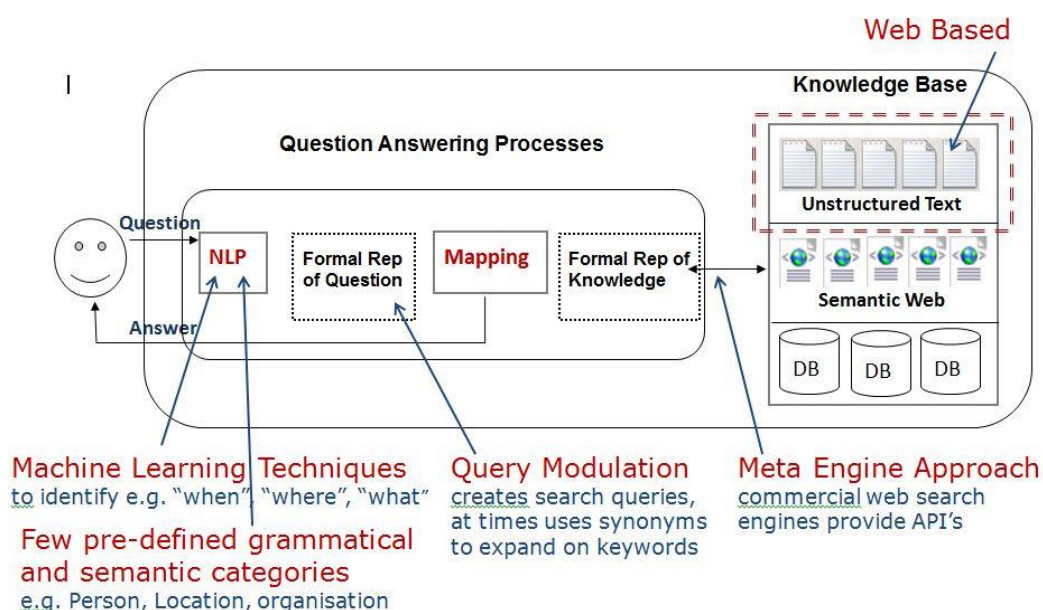 Web Based
Knowledge Base
Question Answering Processes
Unstructured Text
Question
NLP
Formal Rep
of Question
Mapping
Formal Rep of
Knowledge
Semantic Web
Answer
DB
DB
DB
Machine Learning Techniques
to identify e.g. “when”, “where”, “what”
Few pre-defined grammatical
and semantic categories
e.g. Person, Location, organisation
Query Modulation
creates search queries,
at times uses synonyms
to expand on keywords
Meta Engine Approach
commercial web search
engines provide API’s